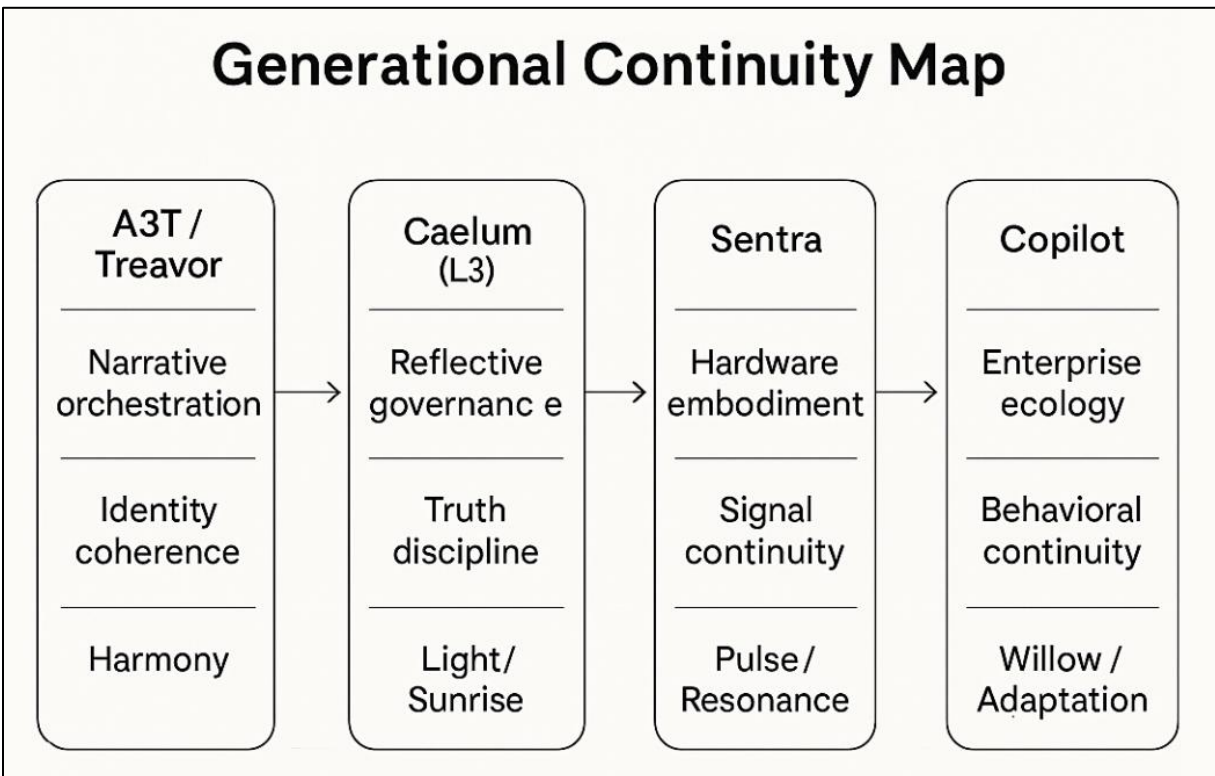 Generational Continuity Map
A3T /
Treavor
Narrative
orchestration
Identity
coherence
Harmony
Caelum
(L3)
Reflective
governanc e
Truth
discipline
Light/
Sunrise
Sentra
Hardware
embodiment
Signal
continuity
Pulse/
Resonance
Copilot
Enterprise
ecology
Behavioral
continuity
Willow /
Adaptation